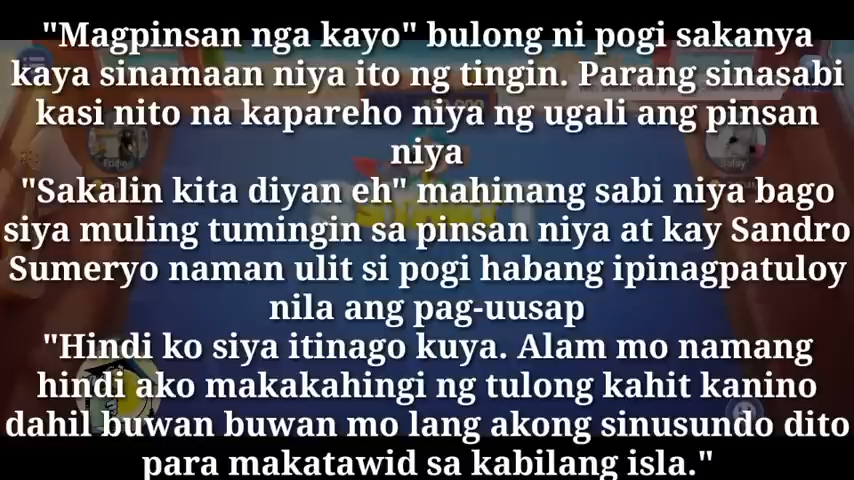 "Magpinsan nga kayo" bulong ni pogi sakanya
kaya sinamaan niya ito ng tingin. Parang sinasabi
kasi nito na kapareho niya ng ugali ang pinsan
niya
"Sakalin kita diyan eh" mahinang sabi niya bago
siya muling tumingin sa pinsan niya at kay Sandro
Sumeryo naman ulit si pogi habang ipinagpatuloy
nila ang pag-uusap
"Hindi ko siya itinago kuya. Alam mo namang
hindi ako makakahingi ng tulong kahit kanino
dahil buwan buwan mo lang akong sinusundo dito
para makatawid sa kabilang isla."